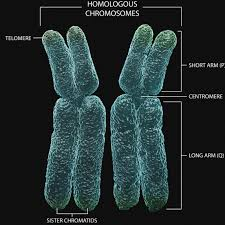 HOMOLOGOUS
CHROMOSOMES
TELOMERE
SHORT ARM (P)
CENTROMERE
LONG ARM (Q)
SISTER CHROMATIDS